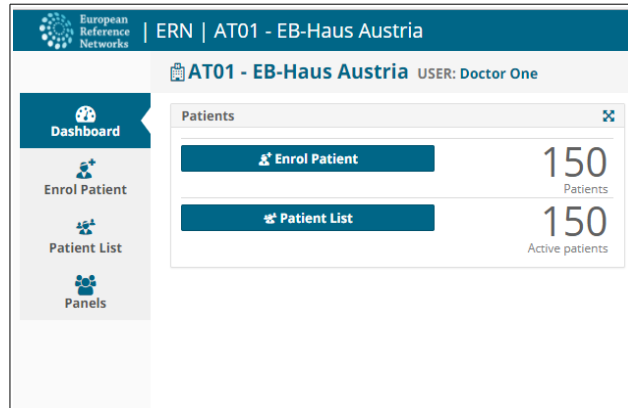 European
Reference
Networks
| ERN | AT01 - EB-Haus Austria
AT01 - EB-Haus Austria USER: Doctor One
Dashboard
Enrol Patient
Patient List
Panels
Patients
Enrol Patient
150
Patients
Patient List
150
Active patients